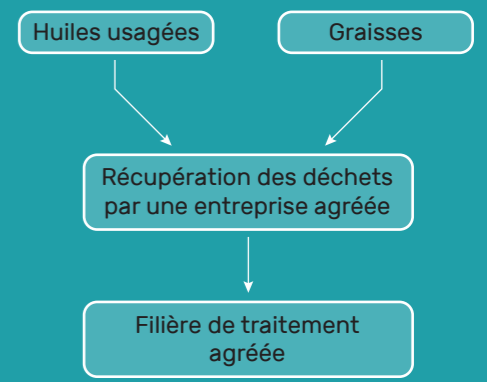 Huiles usagées
Graisses
Récupération des déchets
par une entreprise agréée
Filière de traitement
agréée